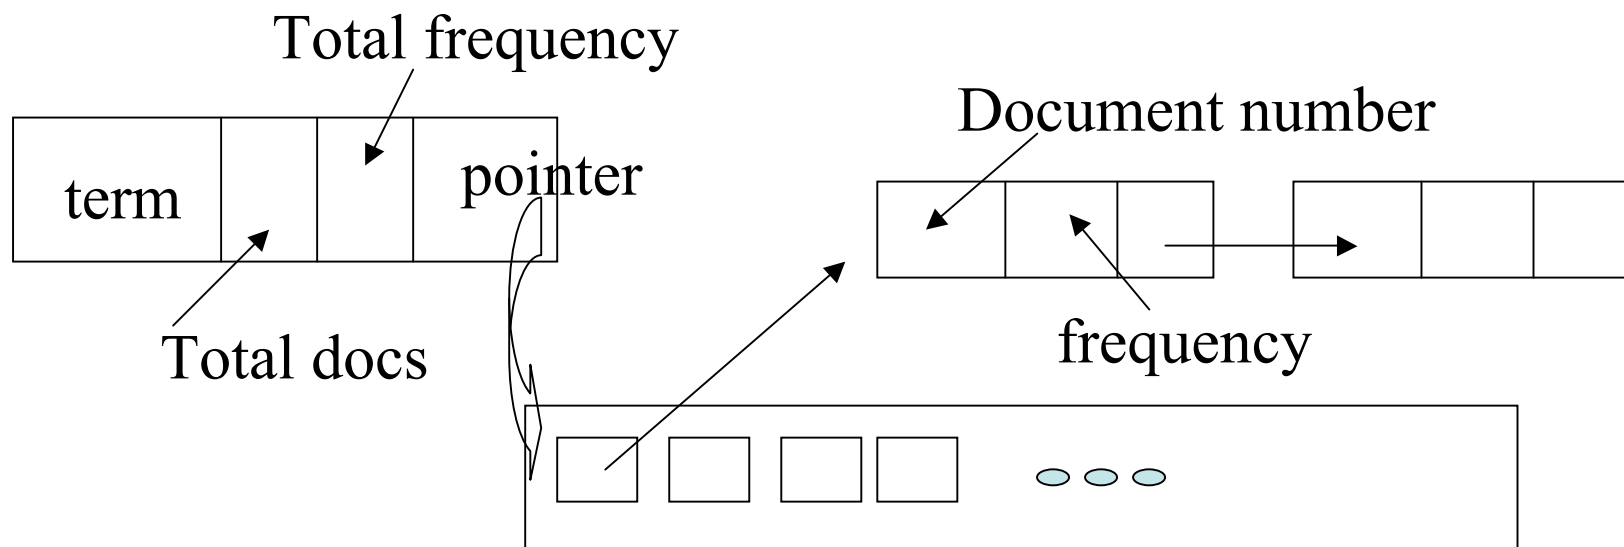 Total frequency
Document number
pointer
term
frequency
Total docs